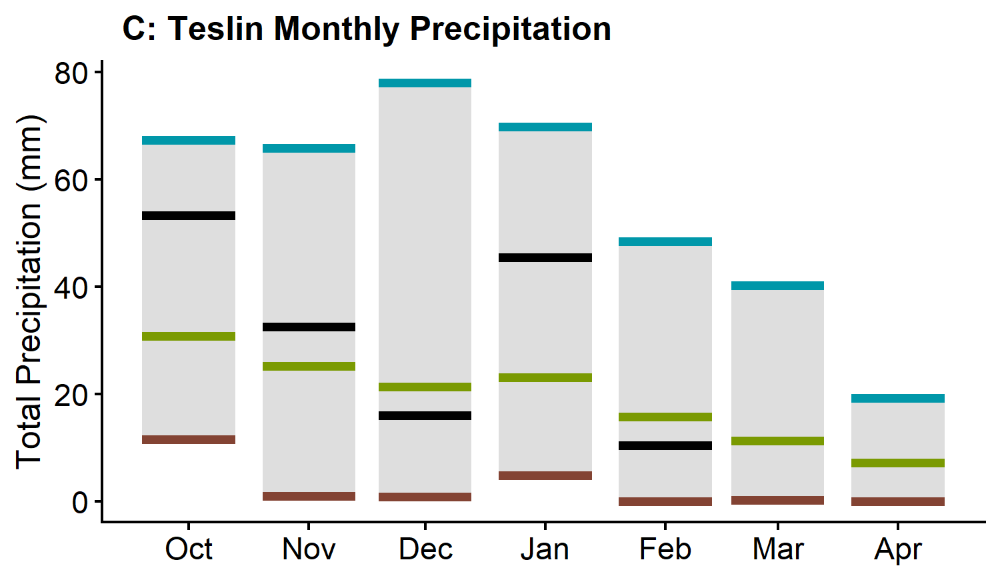 C: Teslin Monthly Precipitation
Total Precipitation (mm)
80
60
40
20
0
Oct Nov Dec Jan Feb Mar Apr